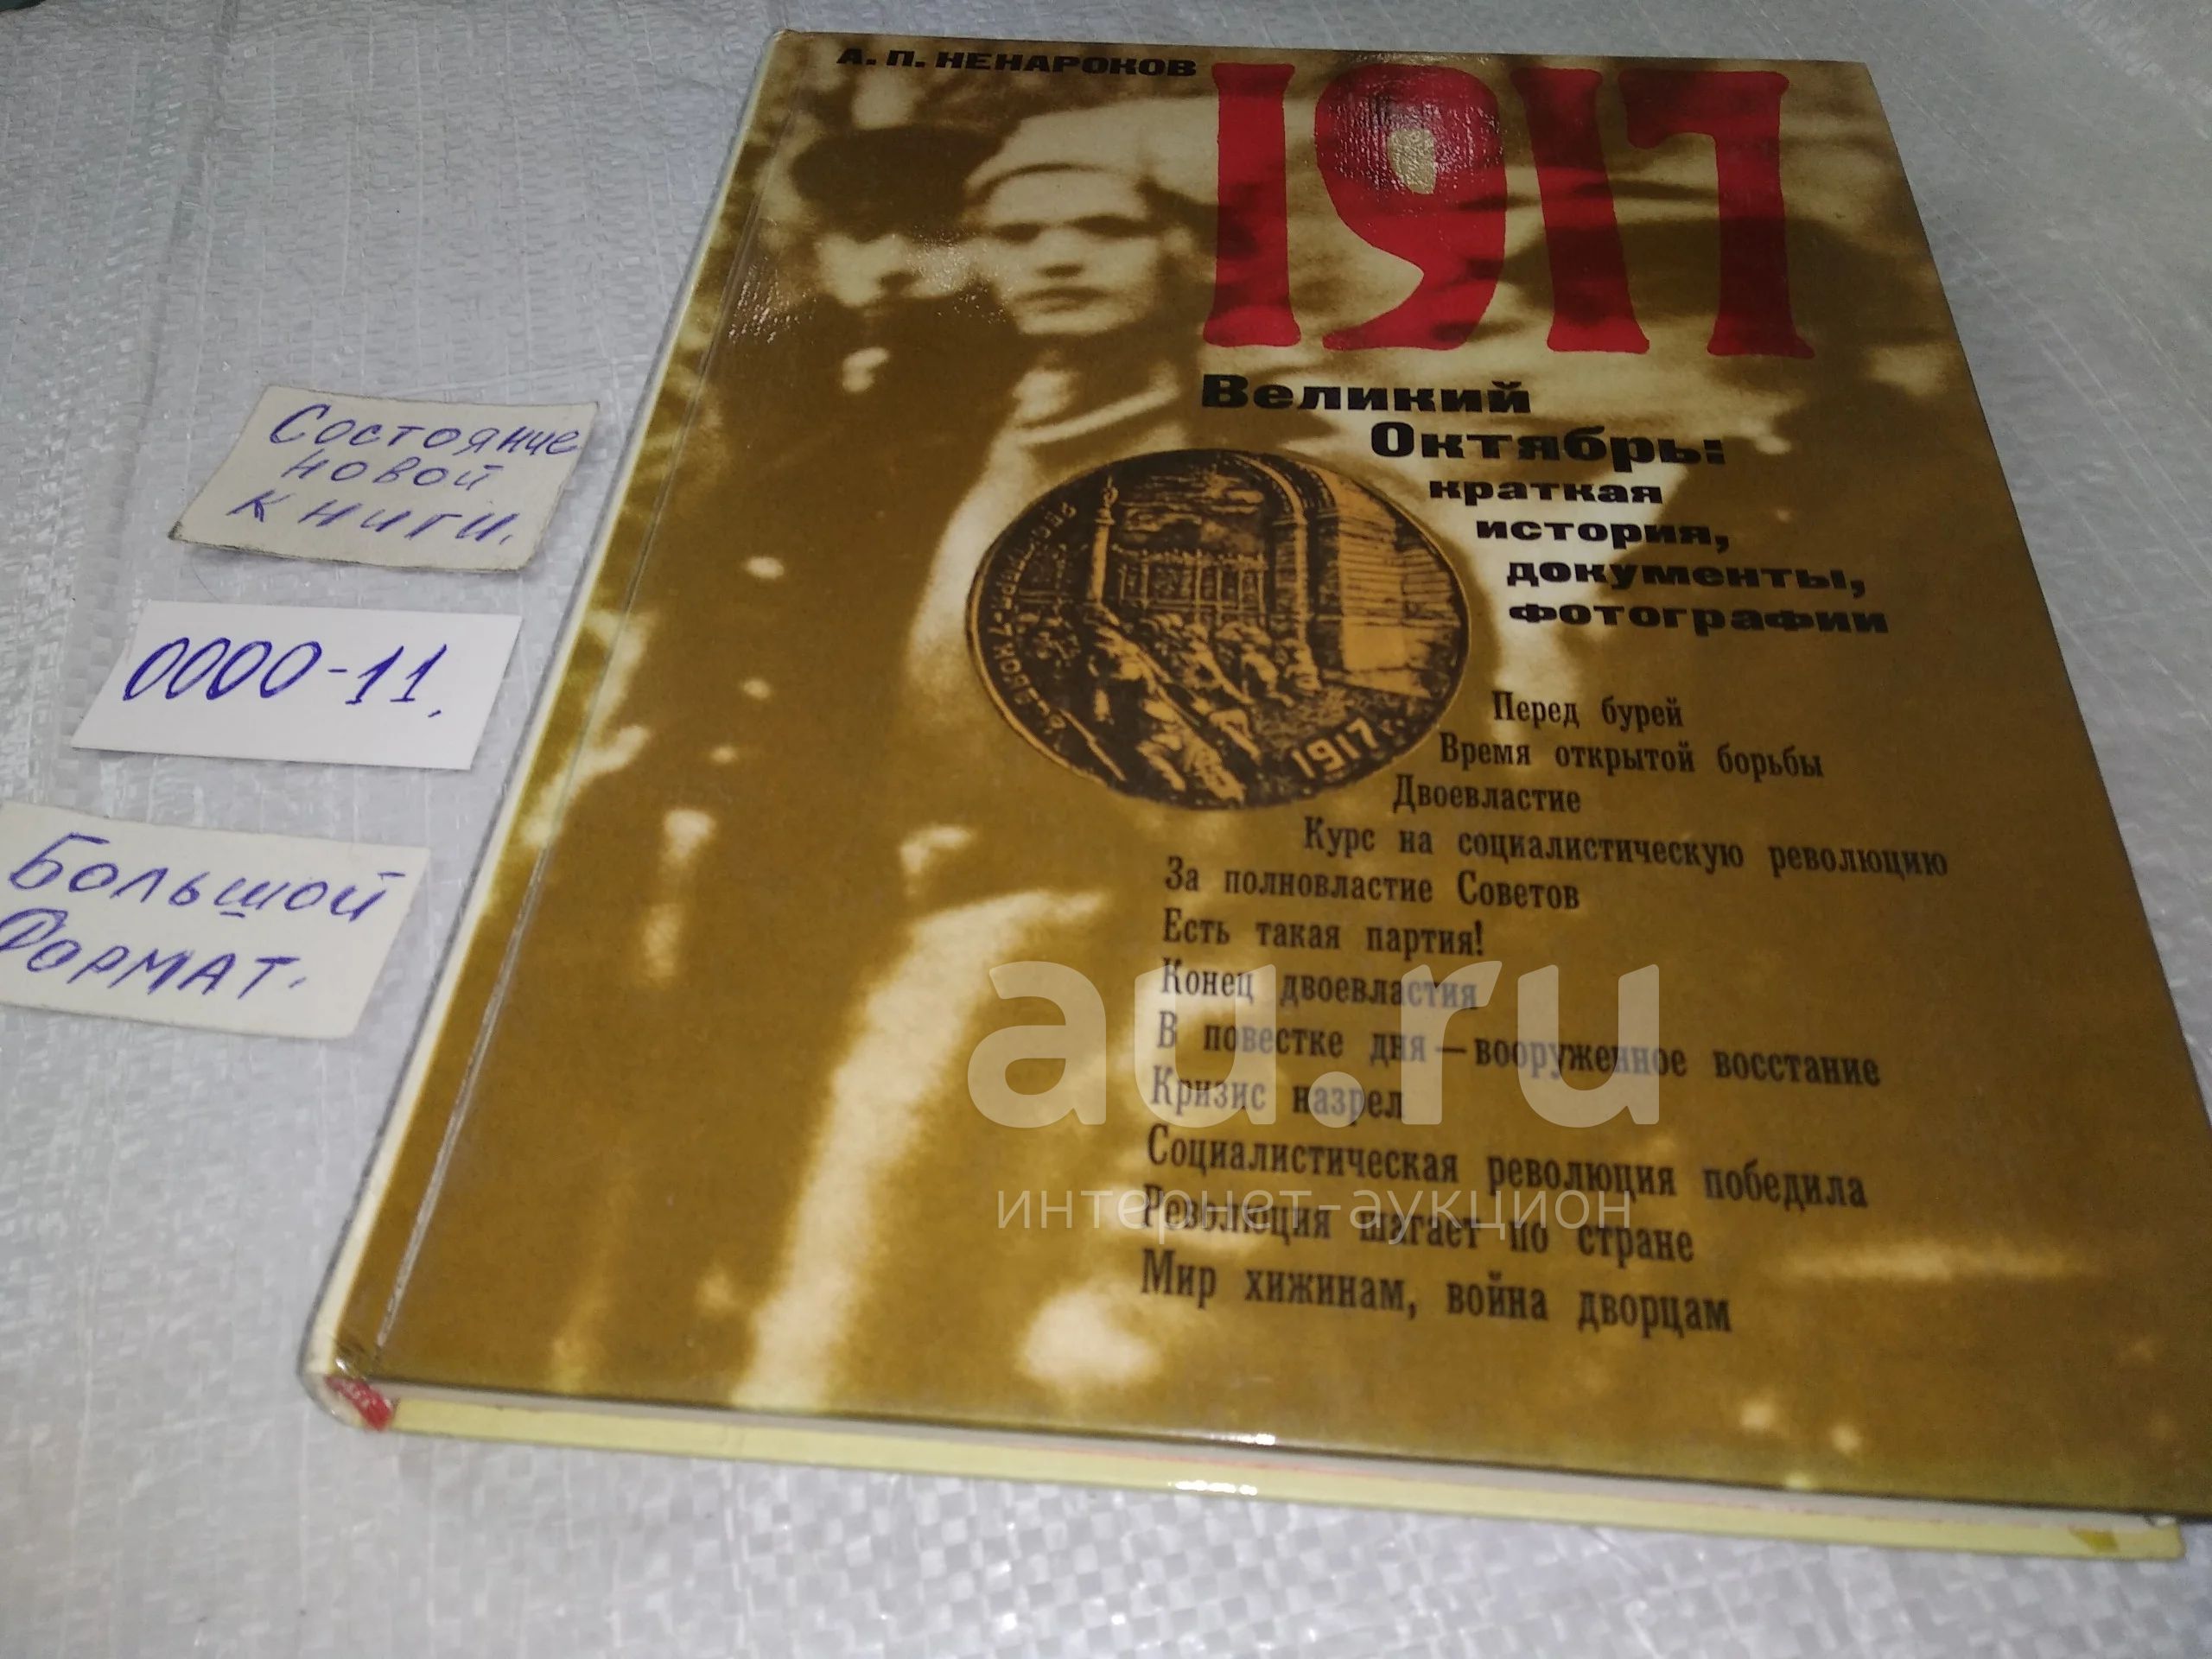 А. П. НЕНАРОКОВ
1917
Великий
Октябрь:
краткая
история,
документы,
фотографии
1917 г.
Перед бурей
Время открытой борьбы
Двоевластие
Курс на социалистическую революцию
За полновластие Советов
Есть такая партия!
Конец двоевластия
В повестке дня — вооруженное восстание
Кризис назрел
Социалистическая революция победила
Революция шагает по стране
Мир хижинам, война дворцам
Состояние
новой
книги.
0000-11.
Большой
Формат.
au.ru
интернет-аукцион